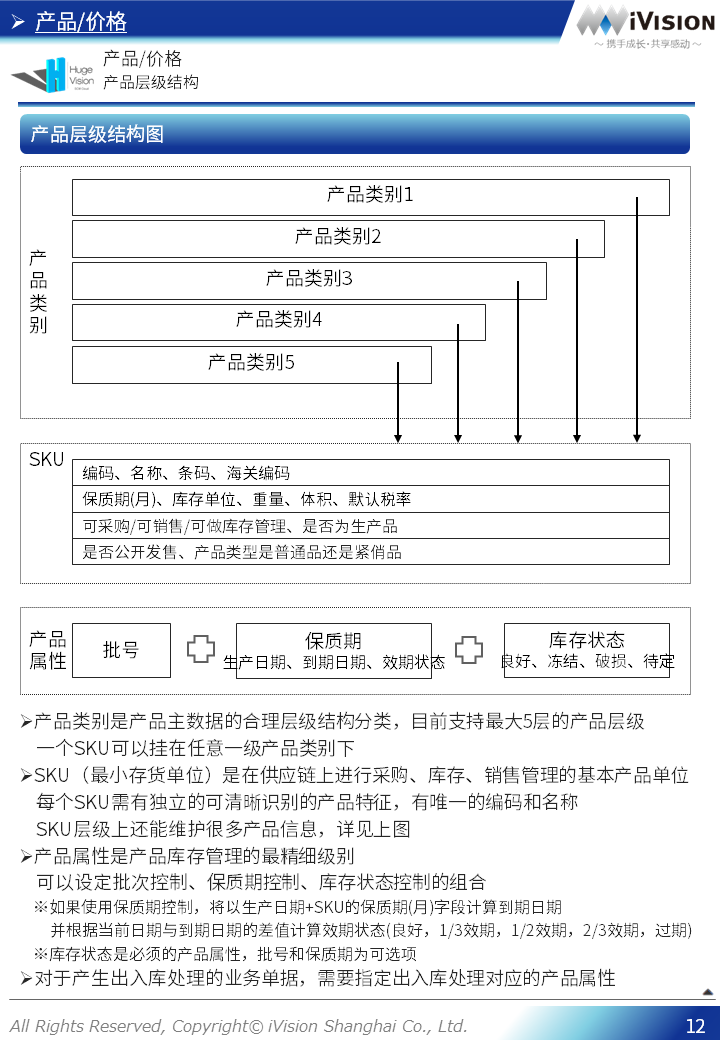 产品/价格
iVision
～ 携手成长·共享感动 ～
Huge
Vision
产品/价格
产品层级结构
产品层级结构图
产品类别
产品类别1
产品类别2
产品类别3
产品类别4
产品类别5
SKU
编码、名称、条码、海关编码
保质期(月)、库存单位、重量、体积、默认税率
可采购/可销售/可做库存管理、是否为生产品
是否公开发售、产品类型是普通品还是紧俏品
产品
属性
批号
保质期
生产日期、到期日期、效期状态
库存状态
良好、冻结、破损、待定
➢产品类别是产品主数据的合理层级结构分类，目前支持最大5层的产品层级
一个SKU可以挂在任意一级产品类别下
➢SKU（最小存货单位）是在供应链上进行采购、库存、销售管理的基本产品单位
每个SKU需有独立的可清晰识别的产品特征，有唯一的编码和名称
SKU层级上还能维护很多产品信息，详见上图
➢产品属性是产品库存管理的最精细级别
可以设定批次控制、保质期控制、库存状态控制的组合
※如果使用保质期控制，将以生产日期+SKU的保质期(月)字段计算到期日期
并根据当前日期与到期日期的差值计算效期状态(良好，1/3效期，1/2效期，2/3效期，过期)
※库存状态是必须的产品属性，批号和保质期为可选项
➢对于产生出入库处理的业务单据，需要指定出入库处理对应的产品属性
All Rights Reserved, Copyright© iVision Shanghai Co., Ltd.
12